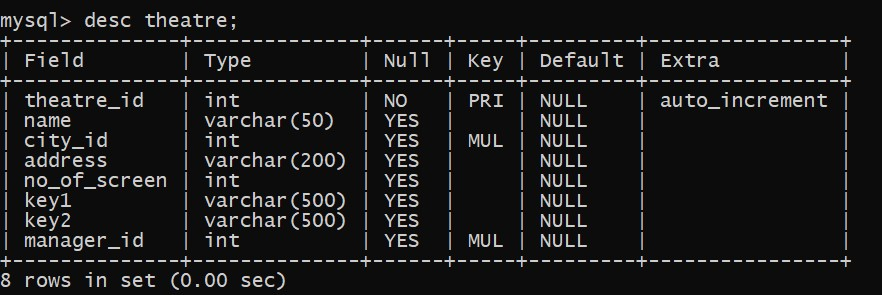 mysql> desc theatre;
+---------------+--------------+------+-----+---------+----------------+
| Field         | Type         | Null | Key | Default | Extra          |
+---------------+--------------+------+-----+---------+----------------+
| theatre_id    | int          | NO   | PRI | NULL    | auto_increment |
| name          | varchar(50)  | YES  |     | NULL    |                |
| city_id       | int          | YES  | MUL | NULL    |                |
| address       | varchar(200) | YES  |     | NULL    |                |
| no_of_screen  | int          | YES  |     | NULL    |                |
| key1          | varchar(500) | YES  |     | NULL    |                |
| key2          | varchar(500) | YES  |     | NULL    |                |
| manager_id    | int          | YES  | MUL | NULL    |                |
+---------------+--------------+------+-----+---------+----------------+
8 rows in set (0.00 sec)